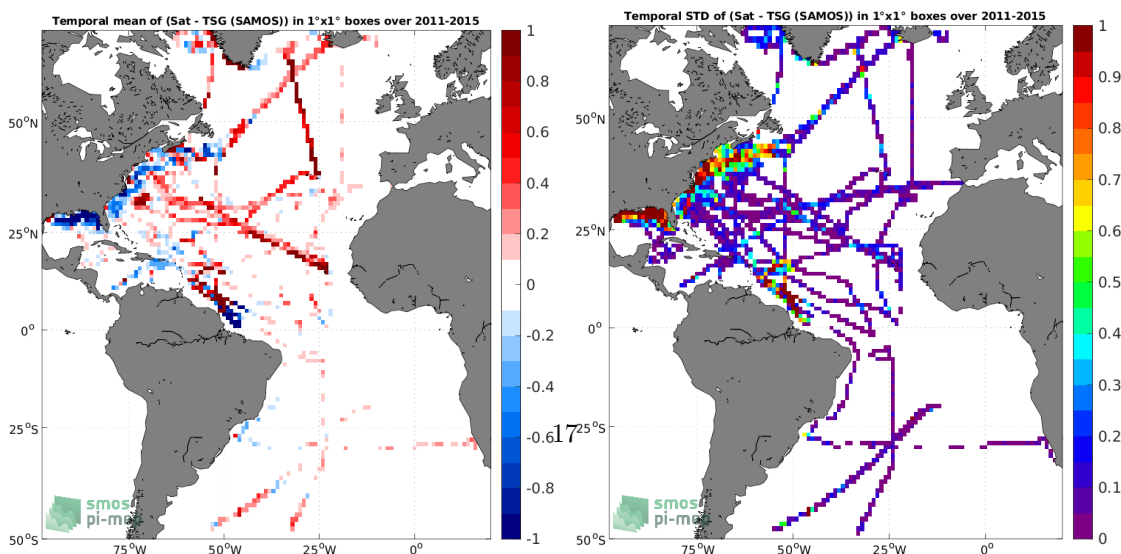 Temporal mean of (Sat - TSG (SAMOS)) in 1°x1° boxes over 2011-2015
1
0.8
0.6
0.4
0.2
0
-0.2
-0.4
-0.6
-0.8
-1
50°N
25°N
0°
25°S
50°S
75°W
50°W
25°W
0°
smos
pi-mep
17
Temporal STD of (Sat - TSG (SAMOS)) in 1°x1° boxes over 2011-2015
1
0.9
0.8
0.7
0.6
0.5
0.4
0.3
0.2
0.1
0
50°N
25°N
0°
25°S
50°S
75°W
50°W
25°W
0°
smos
pi-mep